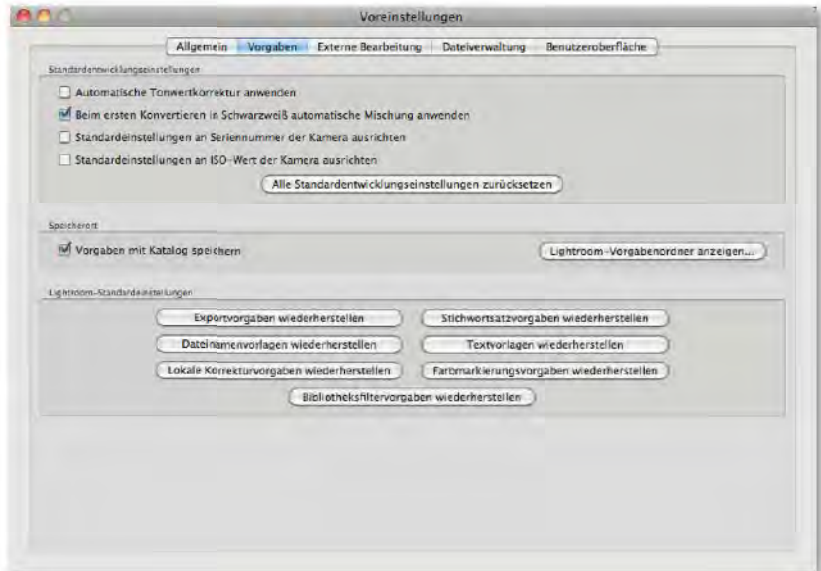 Voreinstellungen
Allgemein Vorgaben Externe Bearbeitung Dateiverwaltung Benutzeroberfläche
Standardentwicklungseinstellungen
Automatische Tonwertkorrektur anwenden
Beim ersten Konvertieren in Schwarzweiß automatische Mischung anwenden
Standardeinstellungen an Seriennummer der Kamera ausrichten
Standardeinstellungen an ISO-Wert der Kamera ausrichten
Alle Standardentwicklungseinstellungen zurücksetzen
Speicherort
Vorgaben mit Katalog speichern Lightroom-Vorgabenordner anzeigen...
Lightroom-Standardeinstellungen
Exportvorgaben wiederherstellen Stichwortsatzvorgaben wiederherstellen
Dateinamenvorlagen wiederherstellen Textvorlagen wiederherstellen
Lokale Korrekturvorgaben wiederherstellen Farbmarkierungsvorgaben wiederherstellen
Bibliotheksfiltervorgaben wiederherstellen